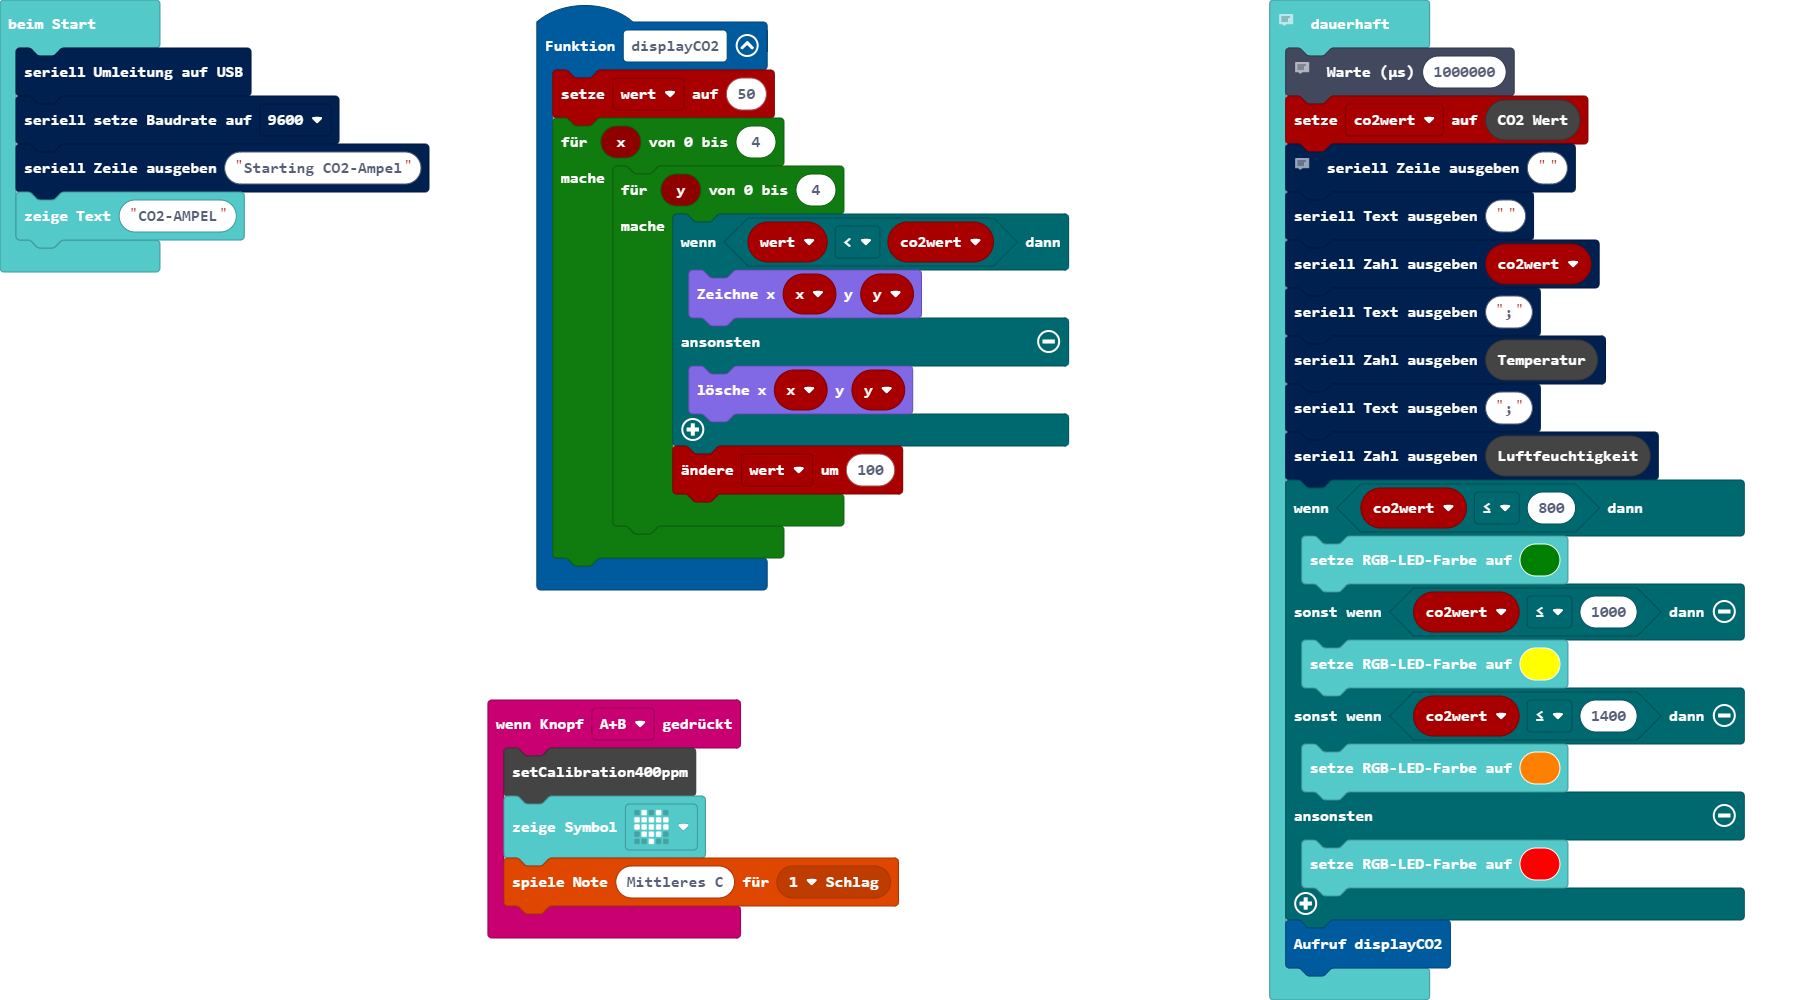 beim Start
seriell Umleitung auf USB
seriell setze Baudrate auf 9600
seriell Zeile ausgeben "Starting CO2-Ampel"
zeige Text "CO2-AMPEL"
Funktion displayCO2
setze wert auf 50
für x von 0 bis 4
mache
für y von 0 bis 4
mache
wenn wert < co2wert dann
Zeichne x x y y
ansonsten
lösche x x y y
ändere wert um 100
wenn Knopf A+B gedrückt
setCalibration400ppm
zeige Symbol
spiele Note Mittleres C für 1 Schlag
dauerhaft
Warte (µs) 1000000
setze co2wert auf CO2 Wert
seriell Zeile ausgeben " "
seriell Text ausgeben " "
seriell Zahl ausgeben co2wert
seriell Text ausgeben ";"
seriell Zahl ausgeben Temperatur
seriell Text ausgeben ";"
seriell Zahl ausgeben Luftfeuchtigkeit
wenn co2wert ≤ 800 dann
setze RGB-LED-Farbe auf
sonst wenn co2wert ≤ 1000 dann
setze RGB-LED-Farbe auf
sonst wenn co2wert ≤ 1400 dann
setze RGB-LED-Farbe auf
ansonsten
setze RGB-LED-Farbe auf
Aufruf displayCO2